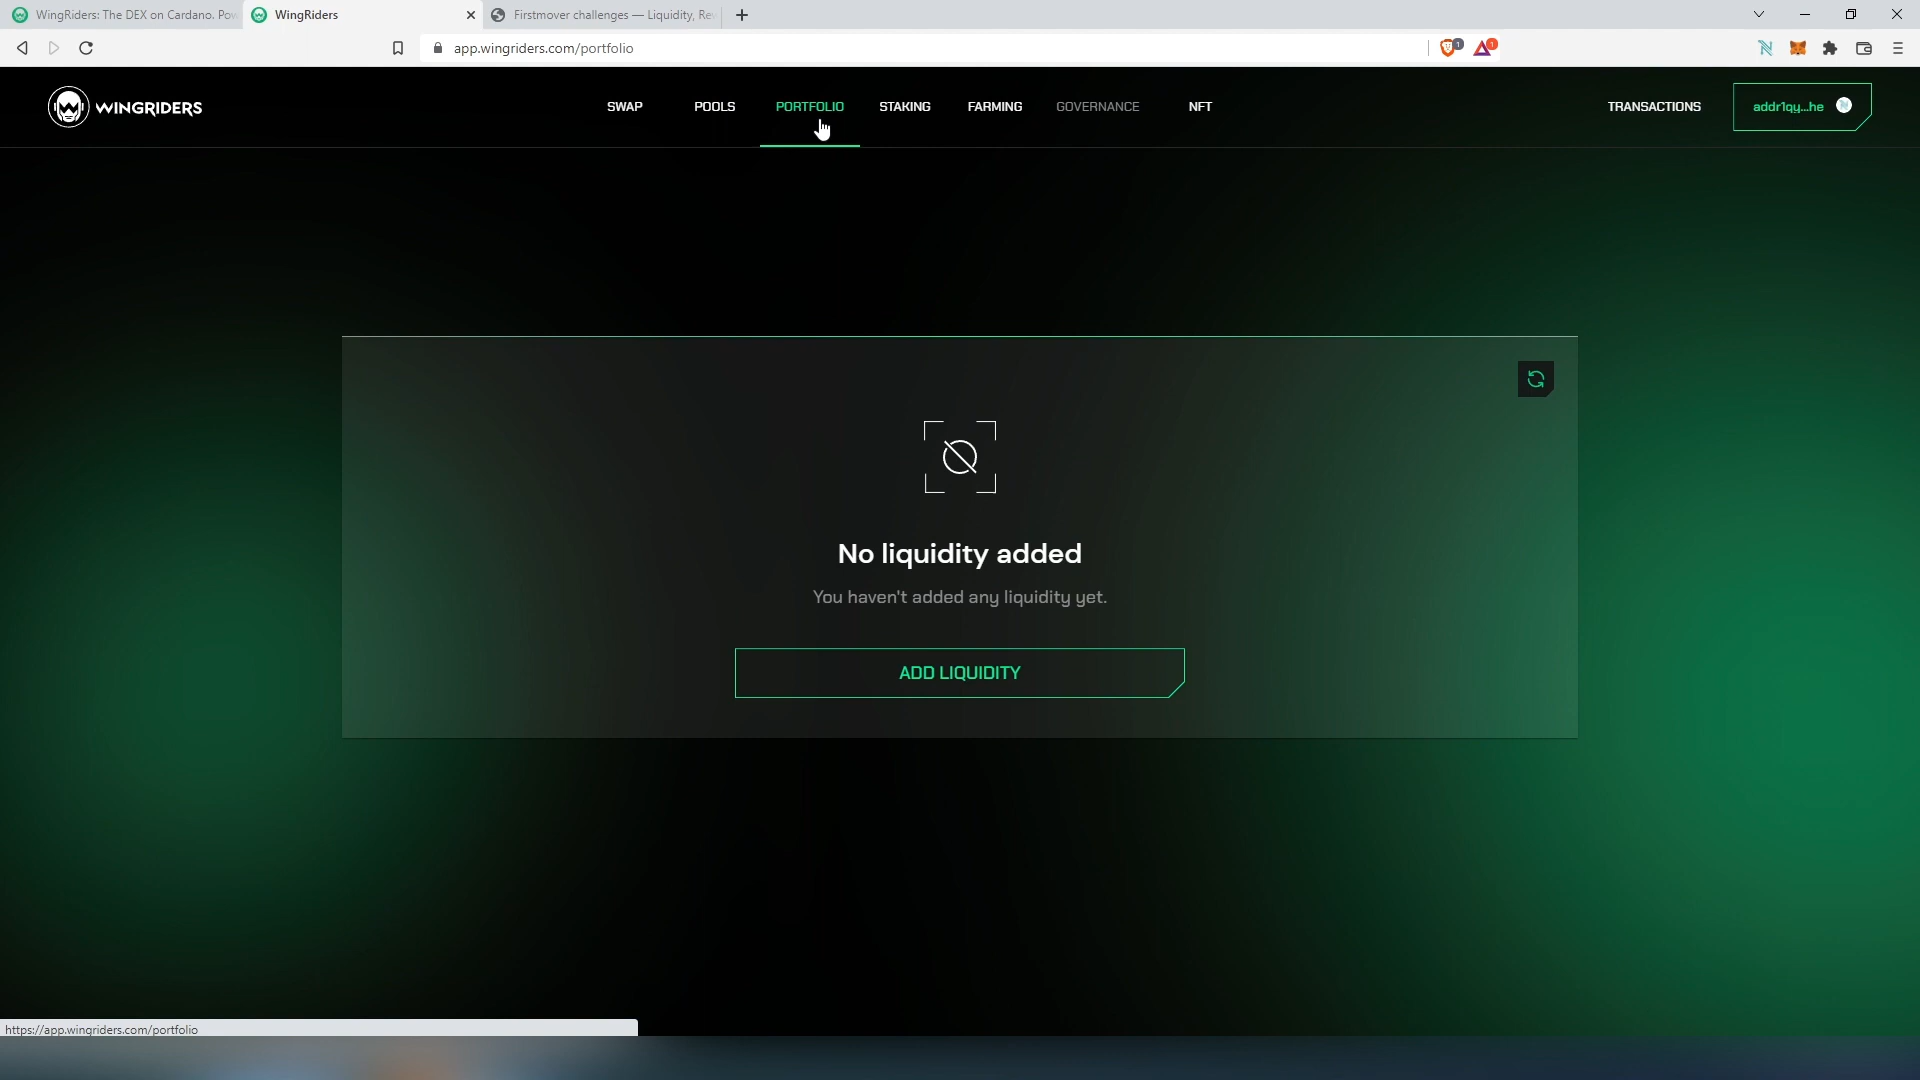 WingRiders: The DEX on Cardano. Pow
WingRiders
Firstmover challenges — Liquidity, Re
app.wingriders.com/portfolio
1
1
WINGRIDERS
SWAP
POOLS
PORTFOLIO
STAKING
FARMING
GOVERNANCE
NFT
TRANSACTIONS
addr1qy...he
No liquidity added
You haven't added any liquidity yet.
ADD LIQUIDITY
https://app.wingriders.com/portfolio